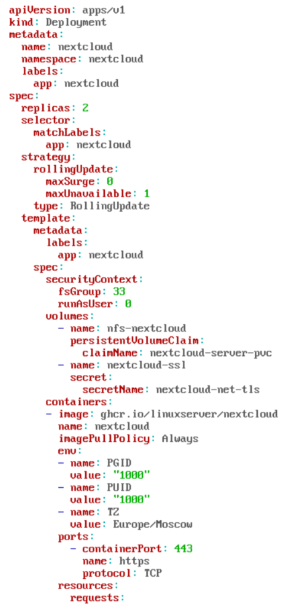 apiVersion: apps/v1
kind: Deployment
metadata:
  name: nextcloud
  namespace: nextcloud
  labels:
    app: nextcloud
spec:
  replicas: 2
  selector:
    matchLabels:
      app: nextcloud
  strategy:
    rollingUpdate:
      maxSurge: 0
      maxUnavailable: 1
    type: RollingUpdate
  template:
    metadata:
      labels:
        app: nextcloud
    spec:
      securityContext:
        fsGroup: 33
        runAsUser: 0
      volumes:
        - name: nfs-nextcloud
          persistentVolumeClaim:
            claimName: nextcloud-server-pvc
        - name: nextcloud-ssl
          secret:
            secretName: nextcloud-net-tls
      containers:
      - image: ghcr.io/linuxserver/nextcloud
        name: nextcloud
        imagePullPolicy: Always
        env:
        - name: PGID
          value: "1000"
        - name: PUID
          value: "1000"
        - name: TZ
          value: Europe/Moscow
        ports:
          - containerPort: 443
            name: https
            protocol: TCP
        resources:
          requests: